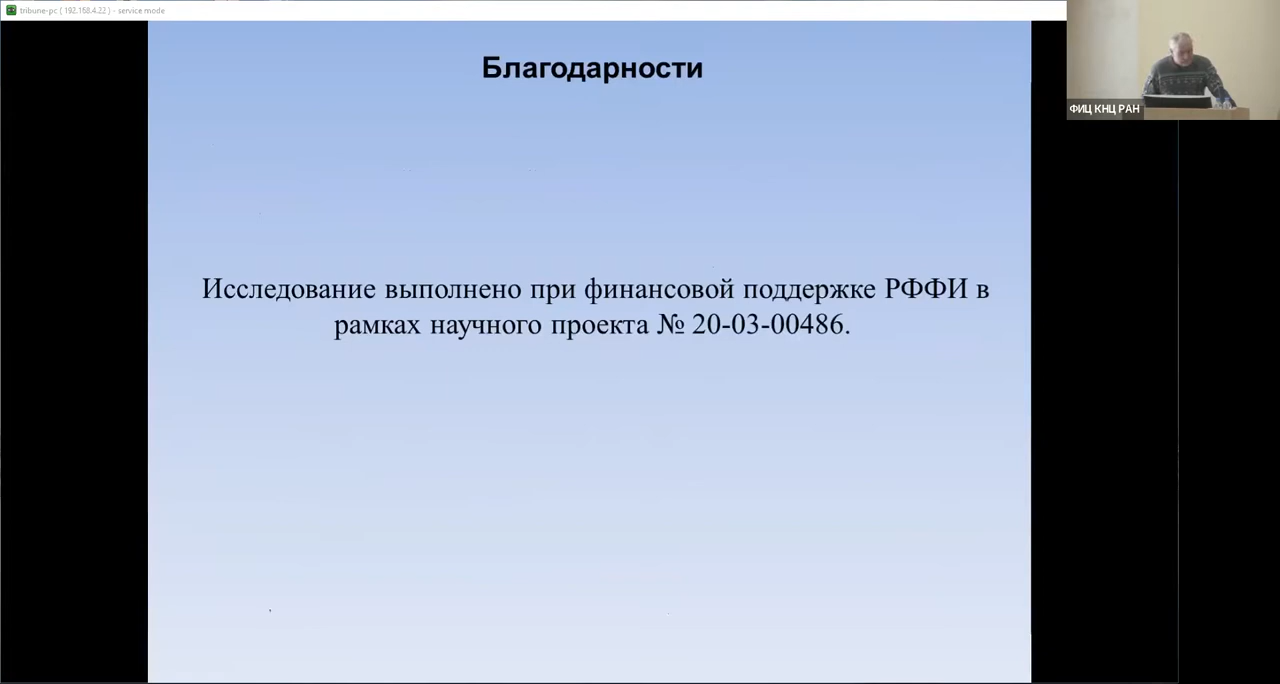 tribune-pc ( 192.168.4.22 ) - service mode
Благодарности
ФИЦ КНЦ РАН
Исследование выполнено при финансовой поддержке РФФИ в
рамках научного проекта № 20-03-00486.